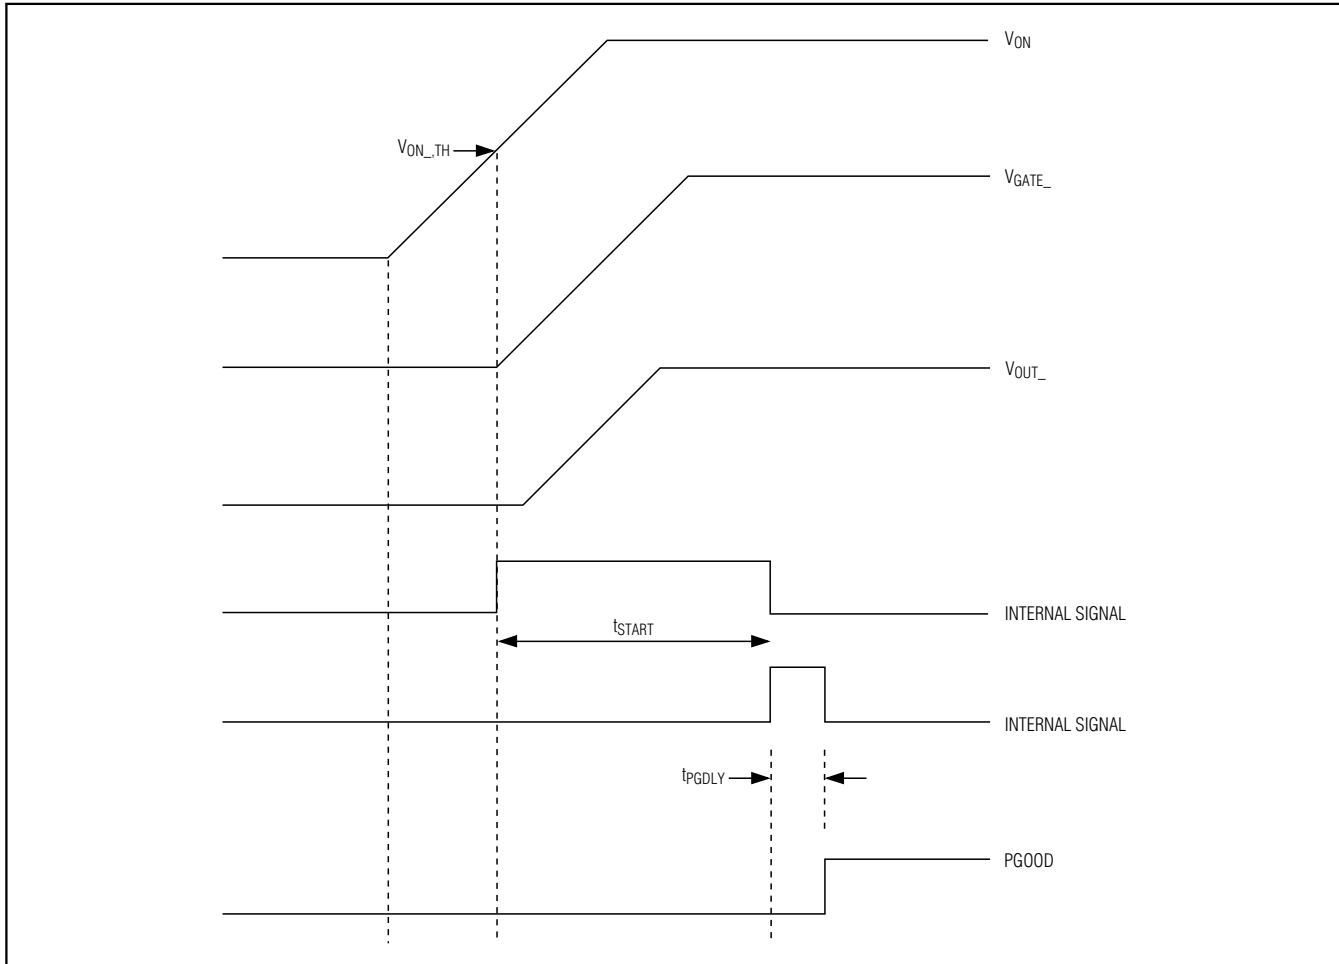 VON
VON_,TH
VGATE_
VOUT_
INTERNAL SIGNAL
tSTART
INTERNAL SIGNAL
tPGDLY
PGOOD